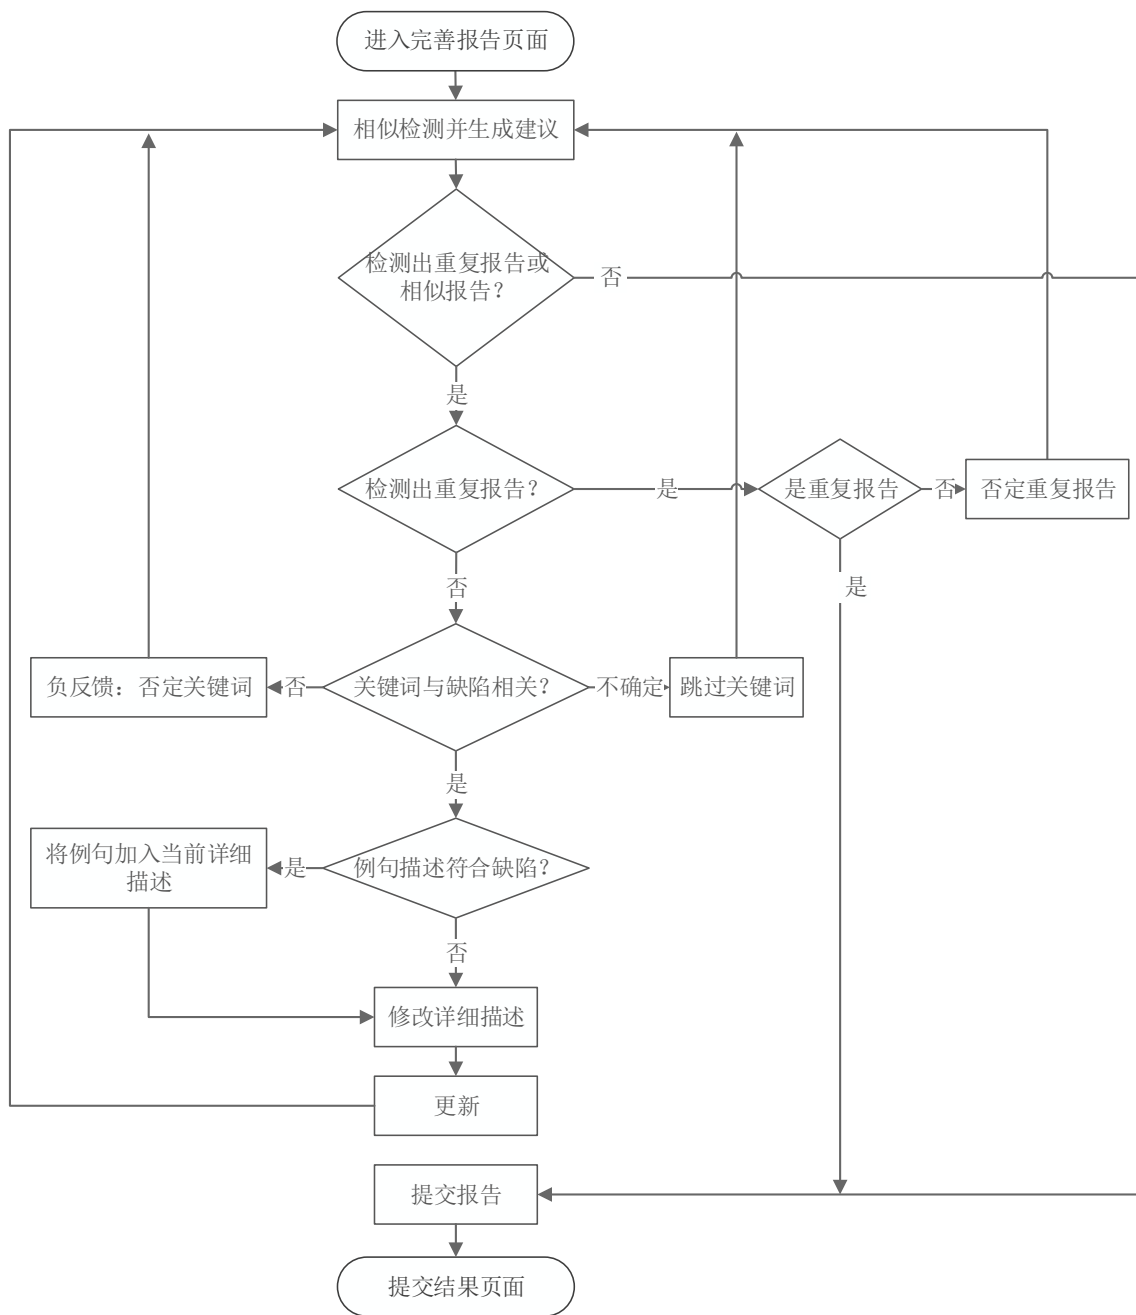 进入完善报告页面
相似检测并生成建议
检测出重复报告或
相似报告？
否
是
检测出重复报告？
是
是重复报告
否
否定重复报告
否
是
负反馈：否定关键词
否
关键词与缺陷相关？
不确定
跳过关键词
是
将例句加入当前详细
描述
是
例句描述符合缺陷？
否
修改详细描述
更新
提交报告
提交结果页面